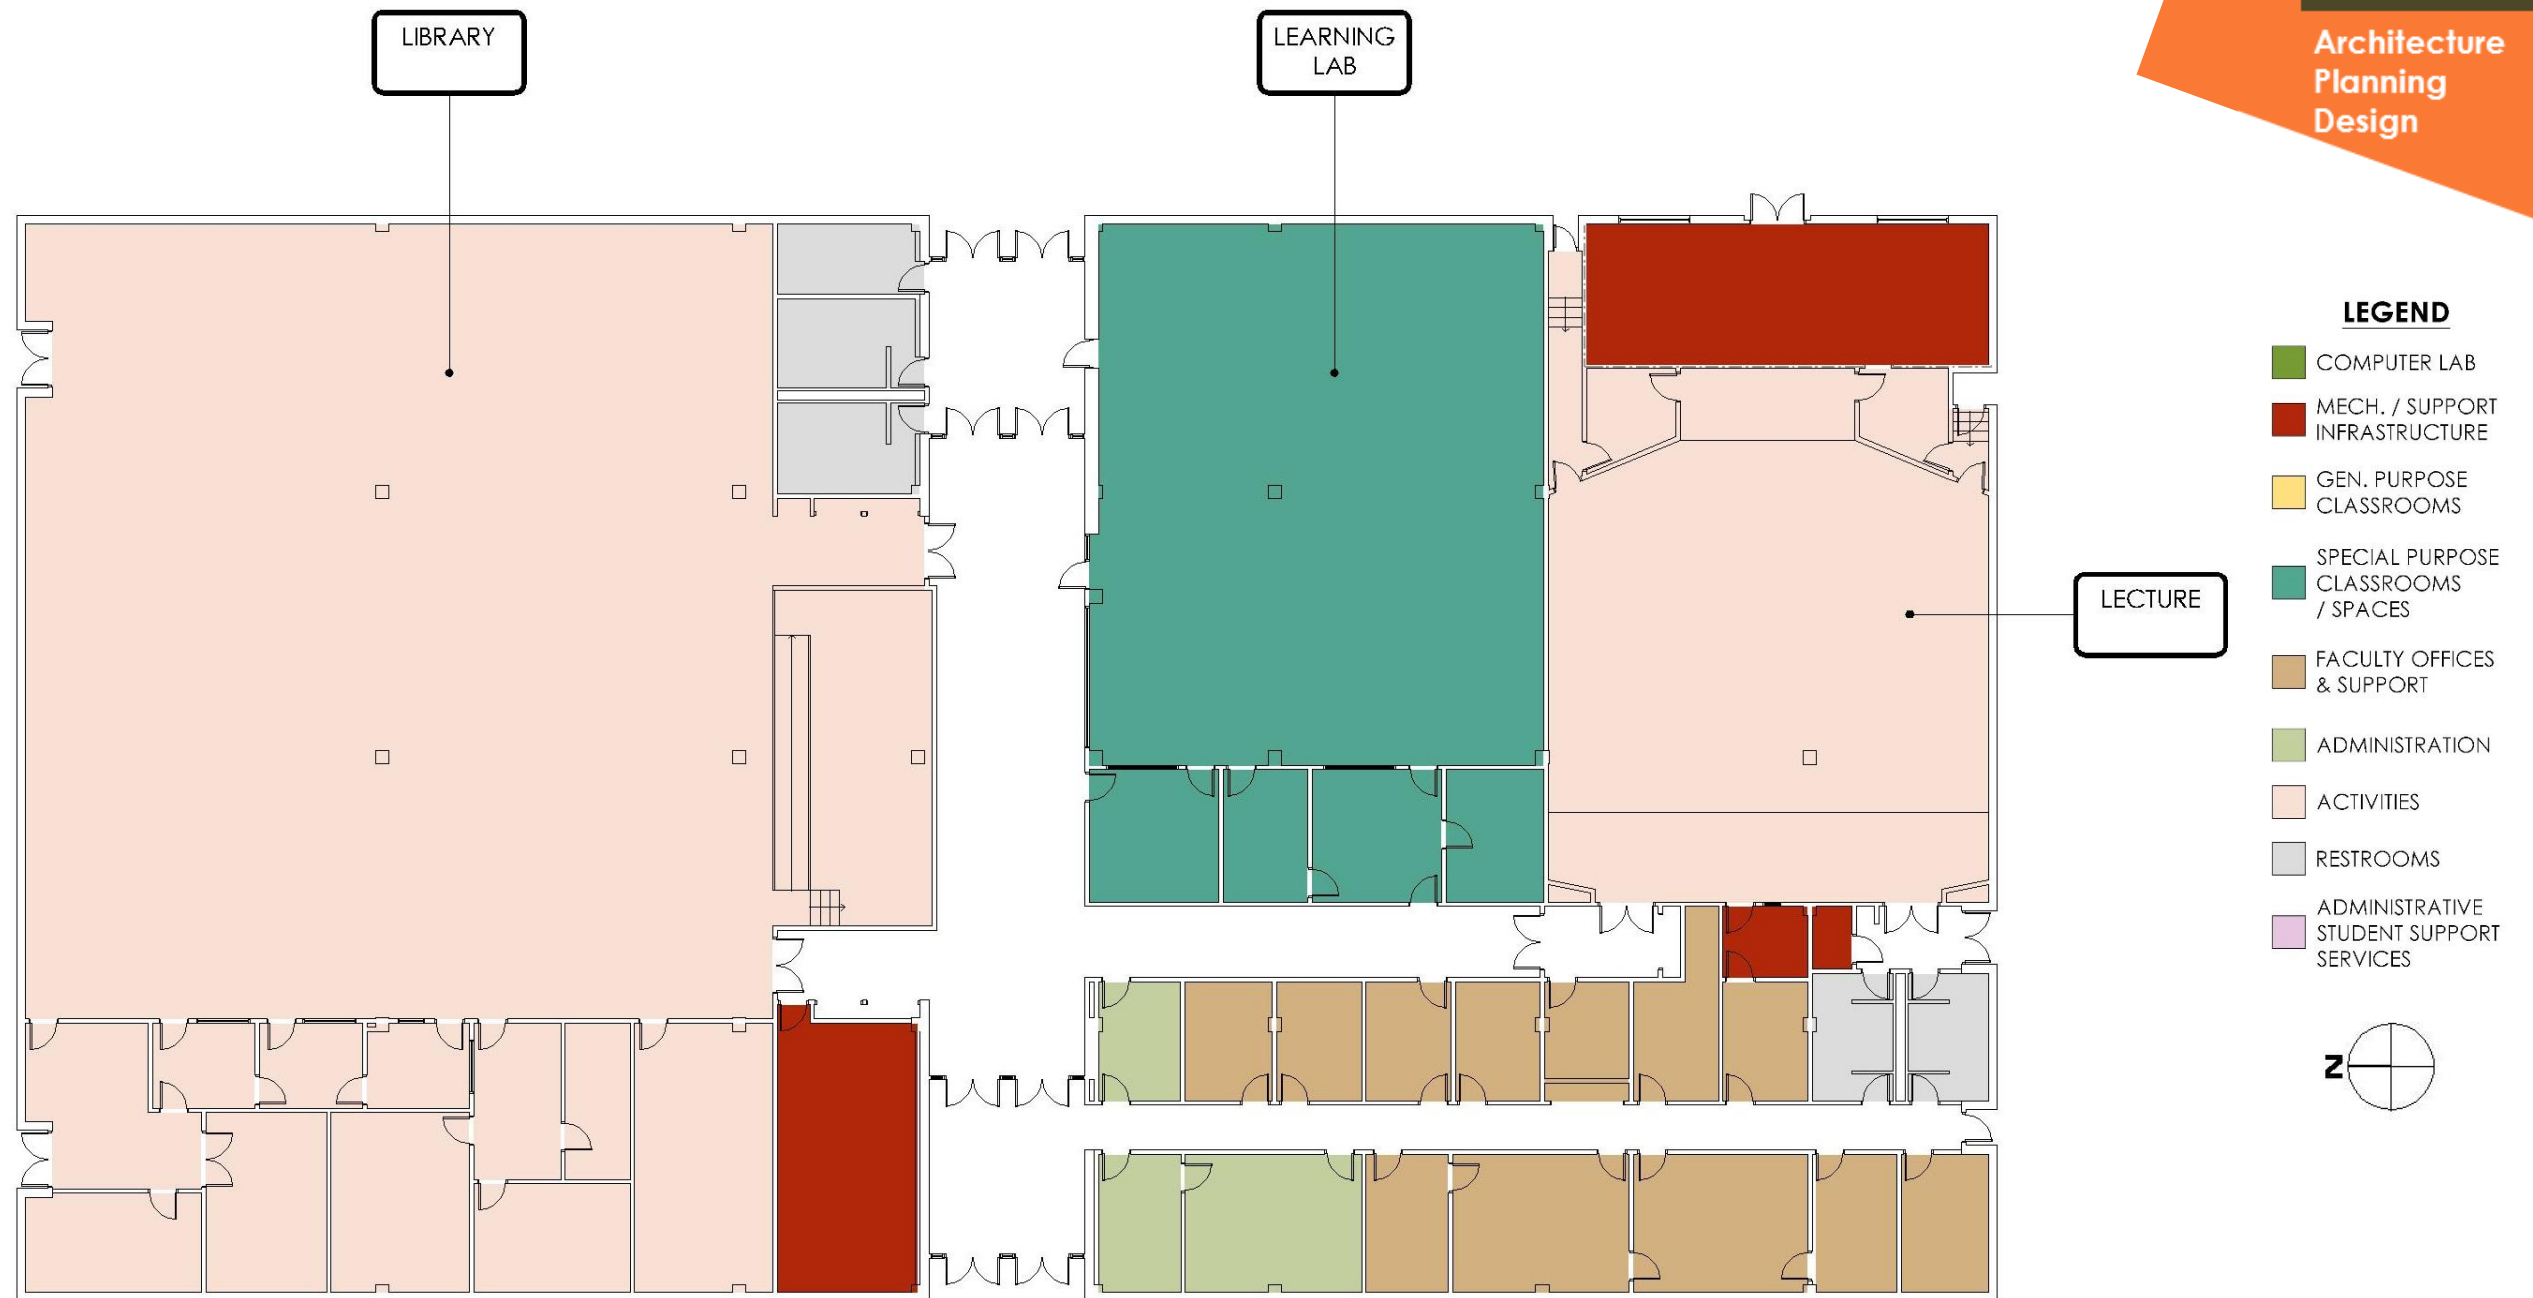 LIBRARY
LEARNING
LAB
Architecture
Planning
Design
LEGEND
COMPUTER LAB
MECH. / SUPPORT
INFRASTRUCTURE
GEN. PURPOSE
CLASSROOMS
SPECIAL PURPOSE
CLASSROOMS
/ SPACES
LECTURE
FACULTY OFFICES
& SUPPORT
ADMINISTRATION
ACTIVITIES
RESTROOMS
ADMINISTRATIVE
STUDENT SUPPORT
SERVICES
N